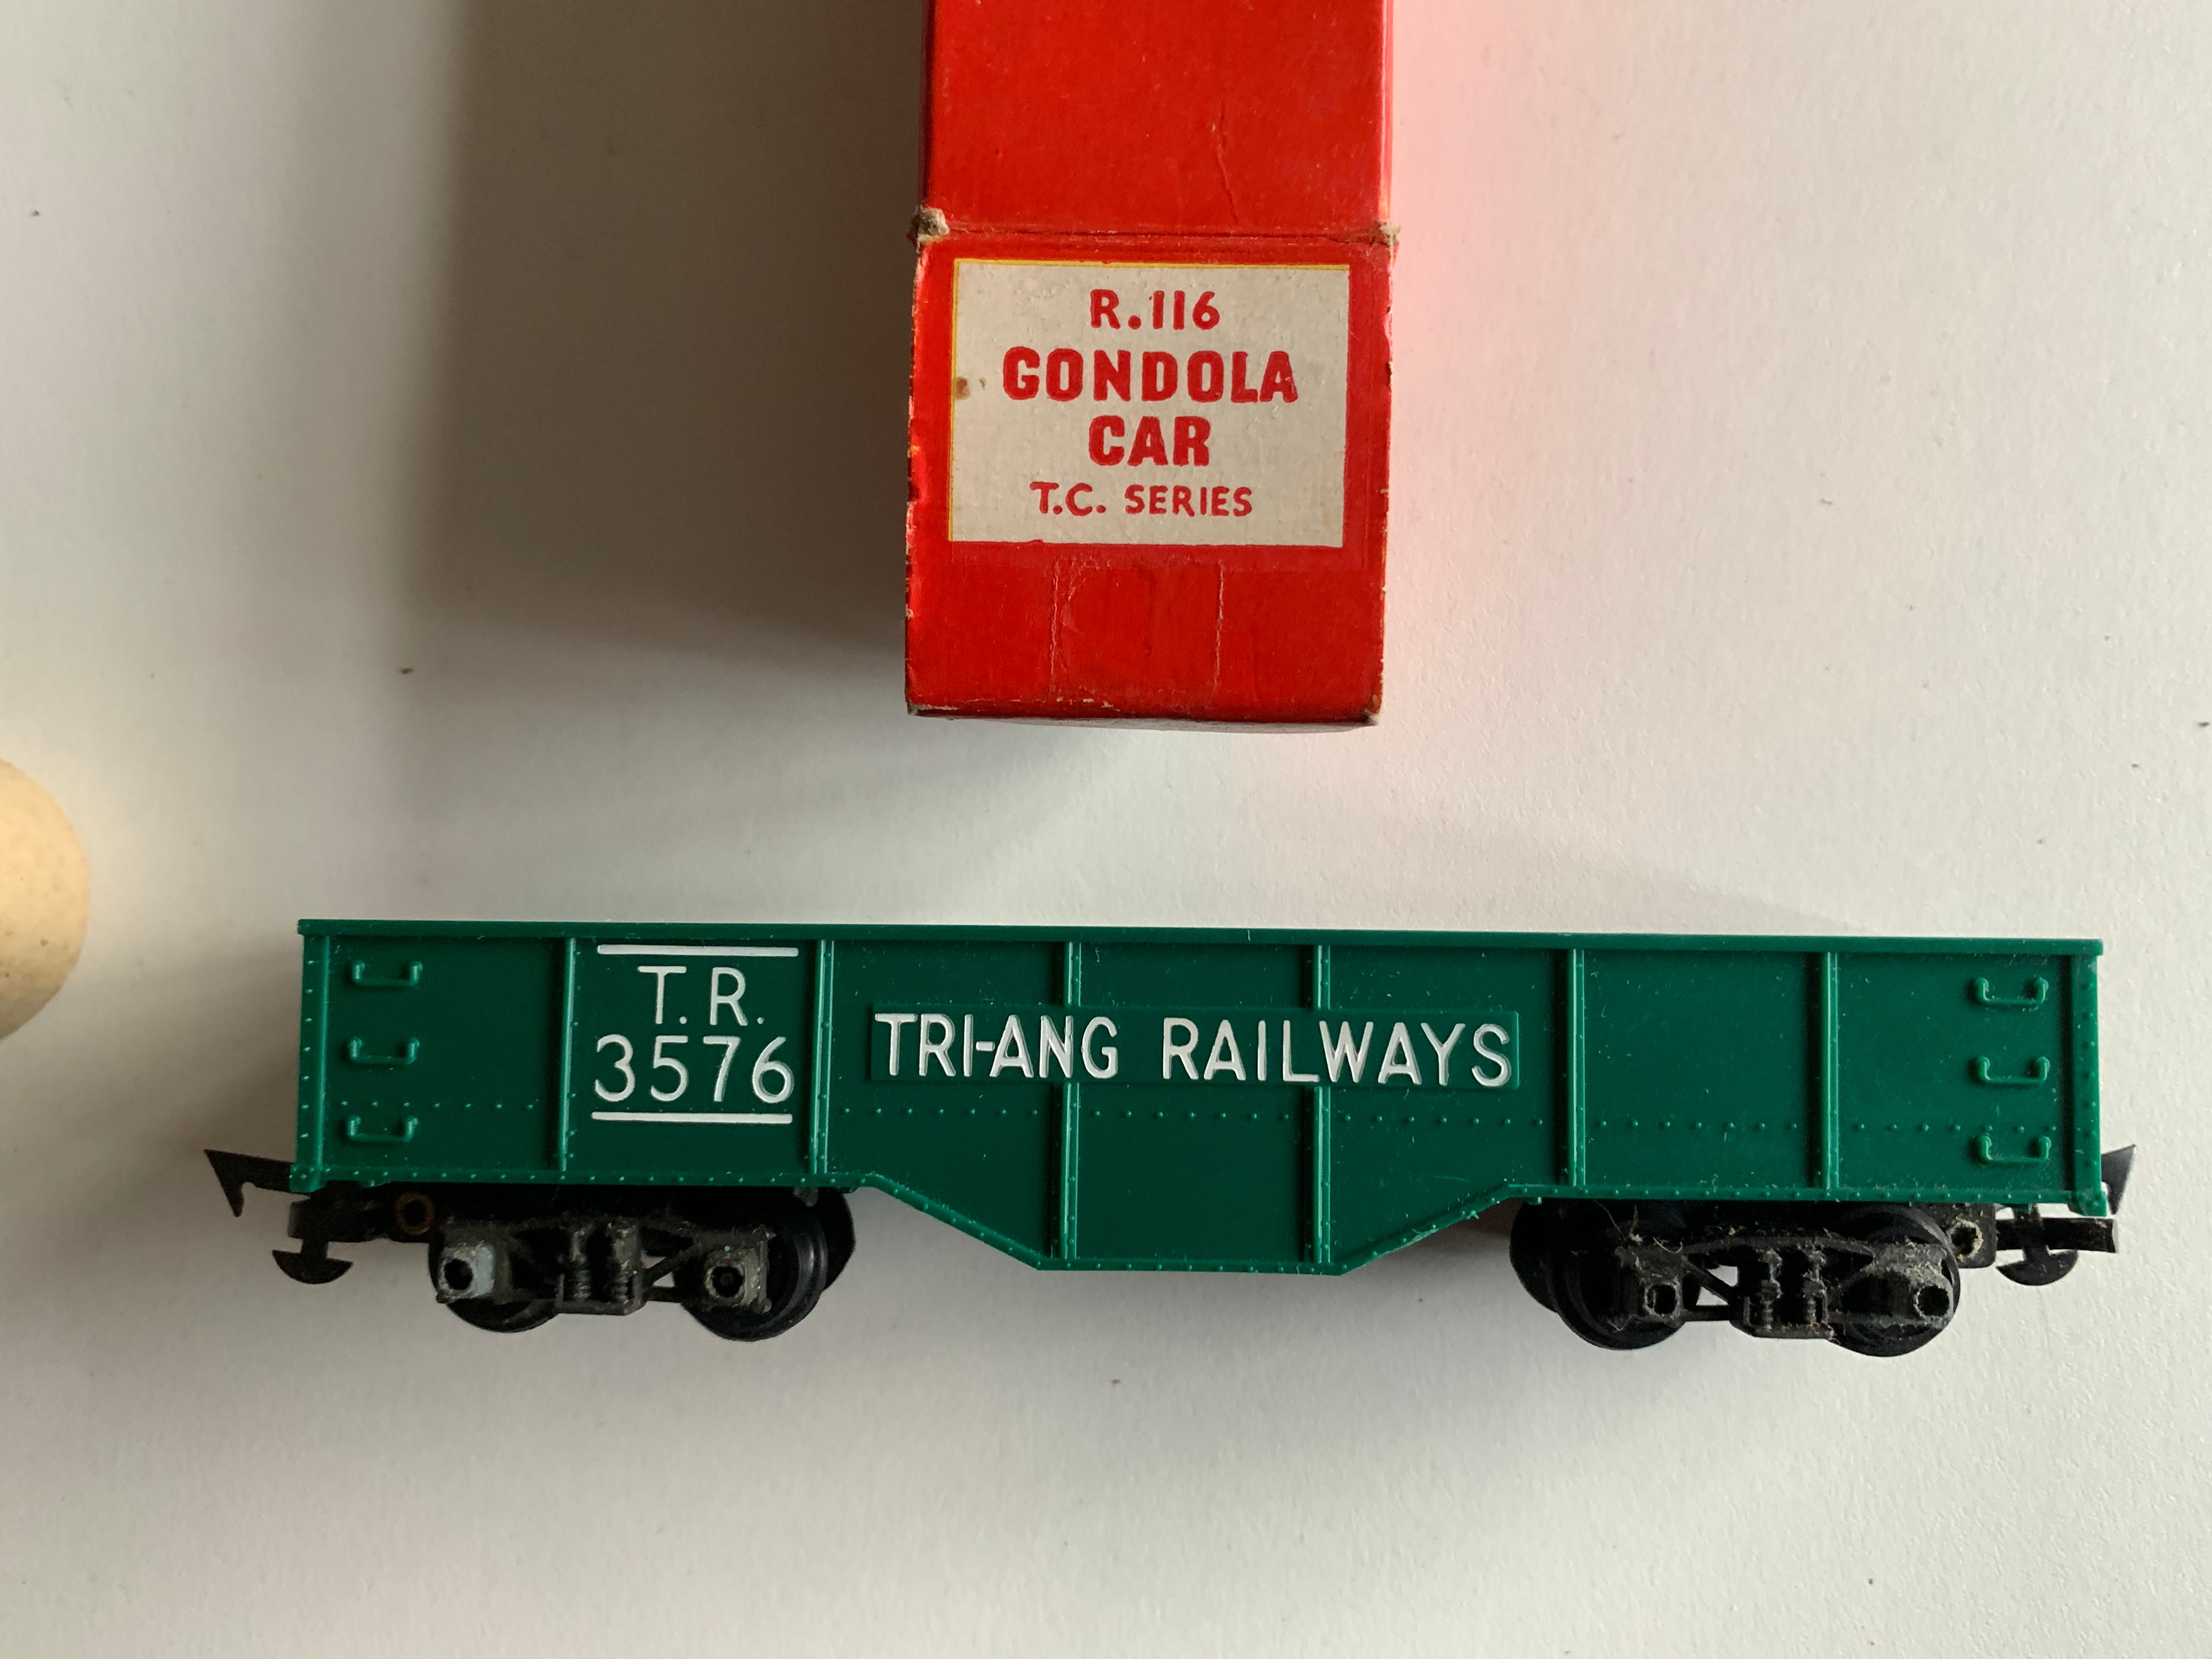 R.116
GONDOLA
CAR
T.C. SERIES
T.R.
3576
TRI-ANG RAILWAYS